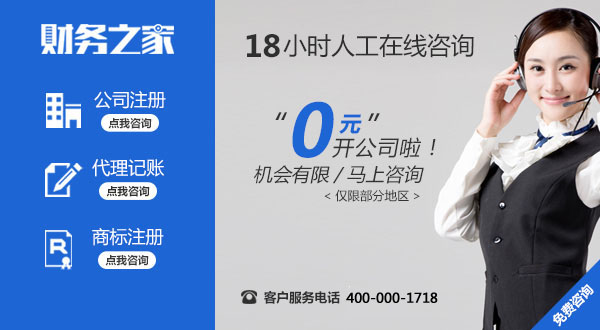 财务之家
公司注册
点我咨询
代理记账
点我咨询
商标注册
点我咨询
18小时人工在线咨询
“0元”
开公司啦！
机会有限/马上咨询
<仅限部分地区>
客户服务电话 400-000-1718
免费咨询